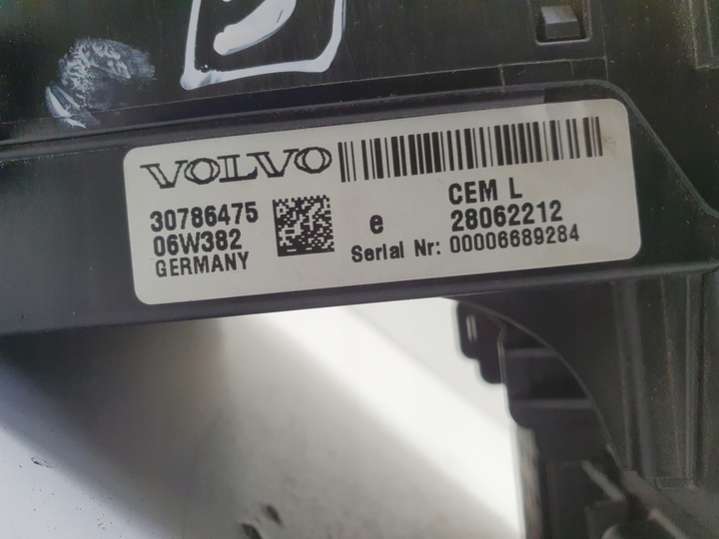 VOLVO
30786475
06W382
GERMANY
e
CEM L
28062212
Serial Nr: 00006689284